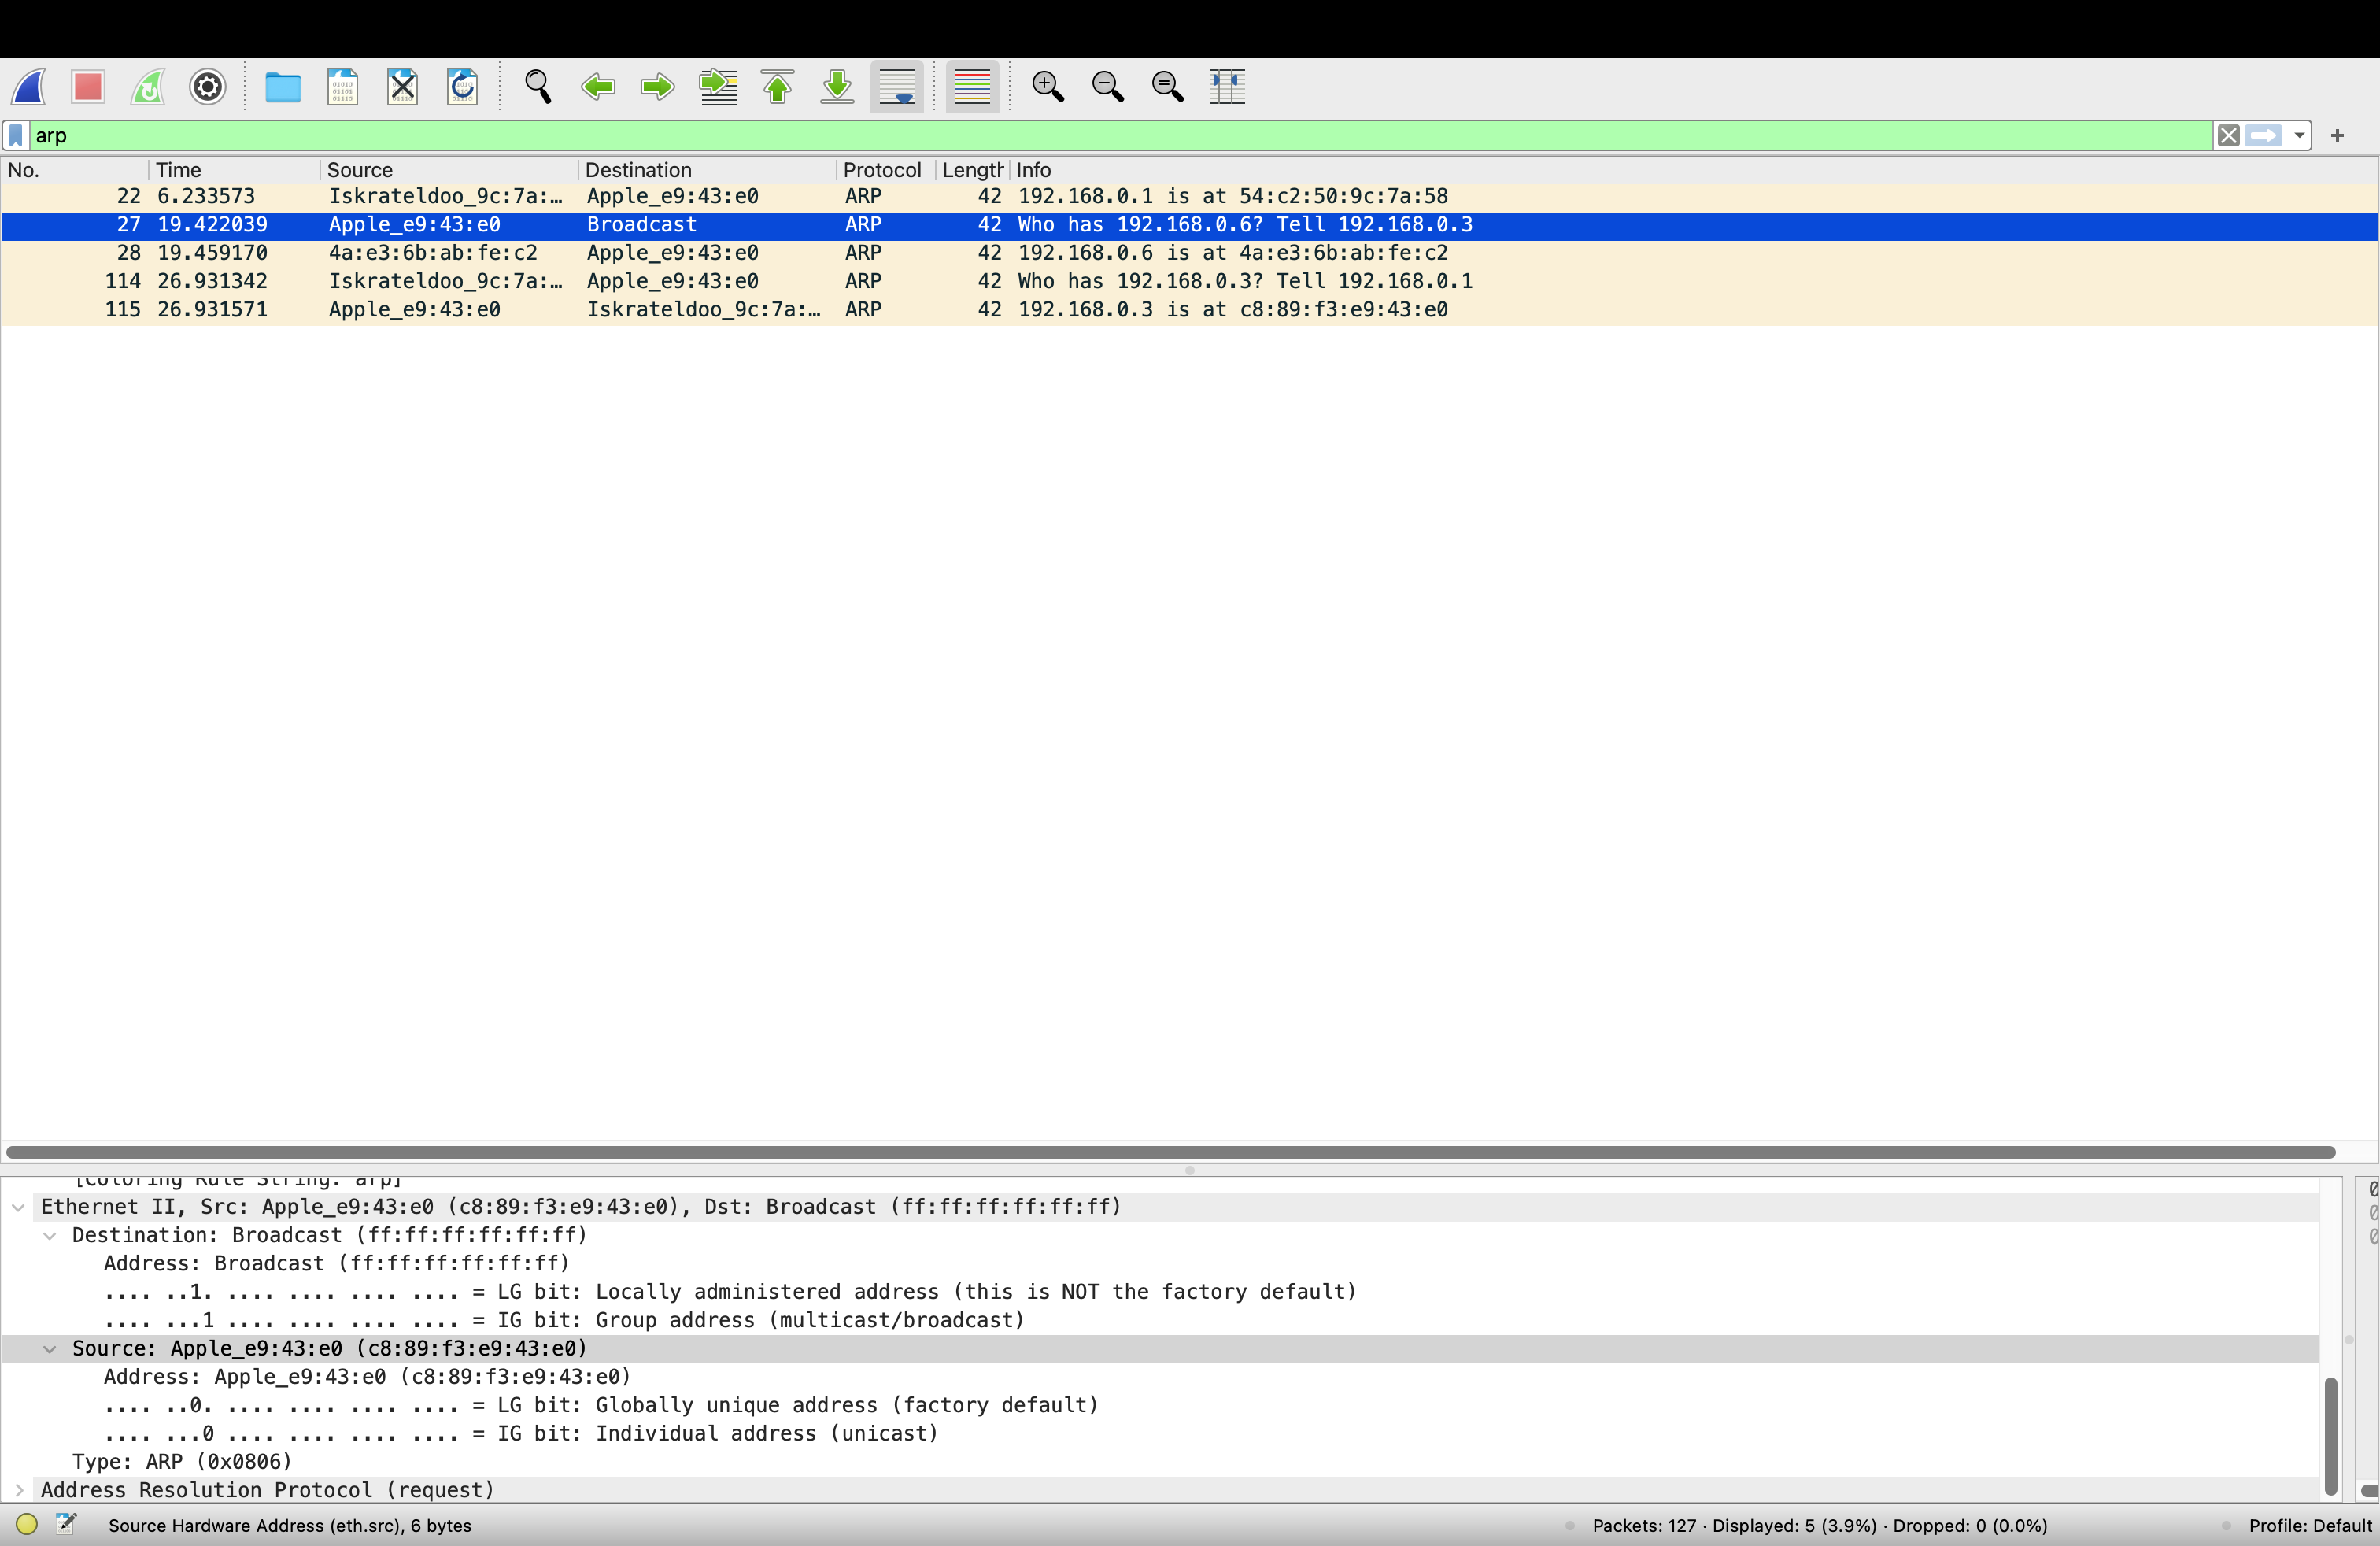 arp
No. Time Source Destination Protocol Length Info
22 6.233573 Iskrateldoo_9c:7a:… Apple_e9:43:e0 ARP 42 192.168.0.1 is at 54:c2:50:9c:7a:58
27 19.422039 Apple_e9:43:e0 Broadcast ARP 42 Who has 192.168.0.6? Tell 192.168.0.3
28 19.459170 4a:e3:6b:ab:fe:c2 Apple_e9:43:e0 ARP 42 192.168.0.6 is at 4a:e3:6b:ab:fe:c2
114 26.931342 Iskrateldoo_9c:7a:… Apple_e9:43:e0 ARP 42 Who has 192.168.0.3? Tell 192.168.0.1
115 26.931571 Apple_e9:43:e0 Iskrateldoo_9c:7a:… ARP 42 192.168.0.3 is at c8:89:f3:e9:43:e0
[Coloring Rule String: arp]
Ethernet II, Src: Apple_e9:43:e0 (c8:89:f3:e9:43:e0), Dst: Broadcast (ff:ff:ff:ff:ff:ff)
Destination: Broadcast (ff:ff:ff:ff:ff:ff)
Address: Broadcast (ff:ff:ff:ff:ff:ff)
.... ..1. .... .... .... .... = LG bit: Locally administered address (this is NOT the factory default)
.... ...1 .... .... .... .... = IG bit: Group address (multicast/broadcast)
Source: Apple_e9:43:e0 (c8:89:f3:e9:43:e0)
Address: Apple_e9:43:e0 (c8:89:f3:e9:43:e0)
.... ..0. .... .... .... .... = LG bit: Globally unique address (factory default)
.... ...0 .... .... .... .... = IG bit: Individual address (unicast)
Type: ARP (0x0806)
Address Resolution Protocol (request)
0
0
0
Source Hardware Address (eth.src), 6 bytes
Packets: 127 · Displayed: 5 (3.9%) · Dropped: 0 (0.0%)
Profile: Default